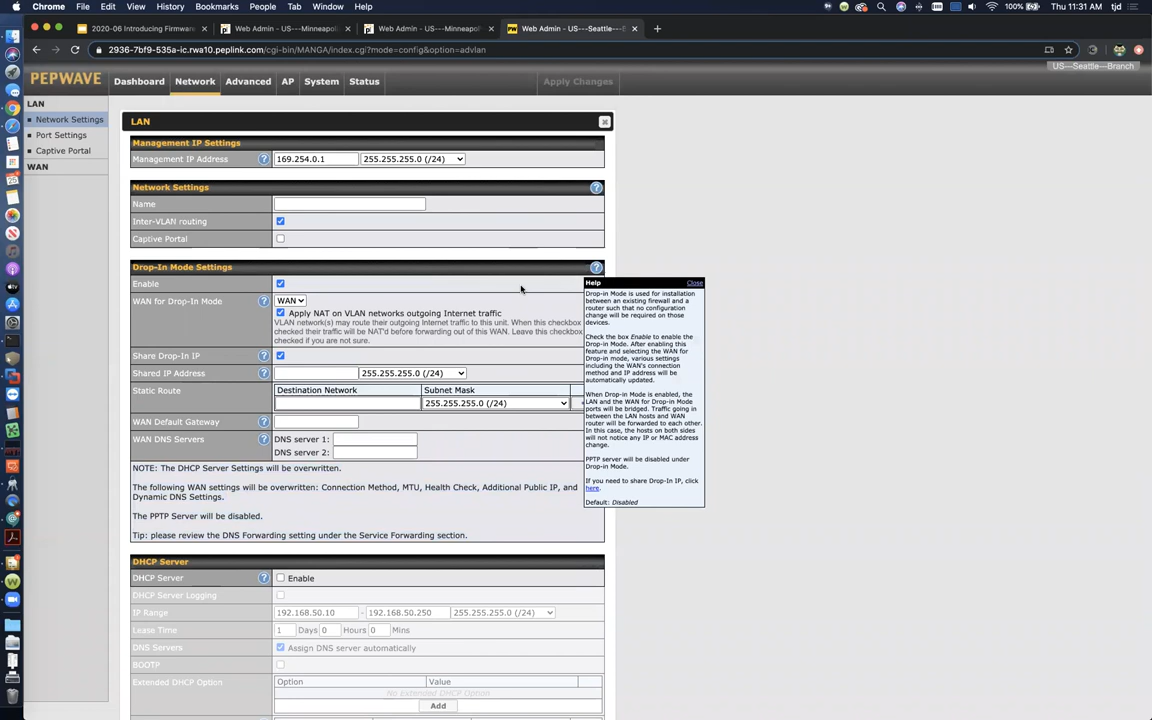 Chrome File Edit View History Bookmarks People Tab Window Help 100% Thu 11:31 AM tjd
2020-06 Introducing Firmware Web Admin - US---Minneapol Web Admin - US---Minneapol Web Admin - US---Seattle---B
2936-7bf9-535a-ic.rwa10.peplink.com/cgi-bin/MANGA/index.cgi?mode=config&option=advlan
PEPWAVE Dashboard Network Advanced AP System Status Apply Changes
US---Seattle---Branch
LAN
Network Settings
Port Settings
Captive Portal
WAN
LAN
Management IP Settings
Management IP Address 169.254.0.1 255.255.255.0 (/24)
Network Settings
Name
Inter-VLAN routing
Captive Portal
Drop-In Mode Settings
Enable
WAN for Drop-In Mode WAN
Apply NAT on VLAN networks outgoing Internet traffic
VLAN network(s) may route their outgoing Internet traffic to this unit. When this checkbox
checked their traffic will be NAT'd before forwarding out of this WAN. Leave this checkbox
checked if you are not sure.
Share Drop-In IP
Shared IP Address 255.255.255.0 (/24)
Static Route Destination Network Subnet Mask
255.255.255.0 (/24)
WAN Default Gateway
WAN DNS Servers DNS server 1:
DNS server 2:
NOTE: The DHCP Server Settings will be overwritten.
The following WAN settings will be overwritten: Connection Method, MTU, Health Check, Additional Public IP, and
Dynamic DNS Settings.
The PPTP Server will be disabled.
Tip: please review the DNS Forwarding setting under the Service Forwarding section.
Help Close
Drop-in Mode is used for installation
between an existing firewall and a
router such that no configuration
change will be required on those
devices.
Check the box Enable to enable the
Drop-in Mode. After enabling this
feature and selecting the WAN for
Drop-in mode, various settings
including the WAN's connection
method and IP address will be
automatically updated.
When Drop-in Mode is enabled, the
LAN and the WAN for Drop-in Mode
ports will be bridged. Traffic going in
between the LAN hosts and WAN
router will be forwarded to each other.
In this case, the hosts on both sides
will not notice any IP or MAC address
change.
PPTP server will be disabled under
Drop-in Mode.
If you need to share Drop-In IP, click
here.
Default: Disabled
DHCP Server
DHCP Server Enable
DHCP Server Logging
IP Range 192.168.50.10 - 192.168.50.250 255.255.255.0 (/24)
Lease Time 1 Days 0 Hours 0 Mins
DNS Servers Assign DNS server automatically
BOOTP
Extended DHCP Option Option Value
No extended DHCP Option
Add